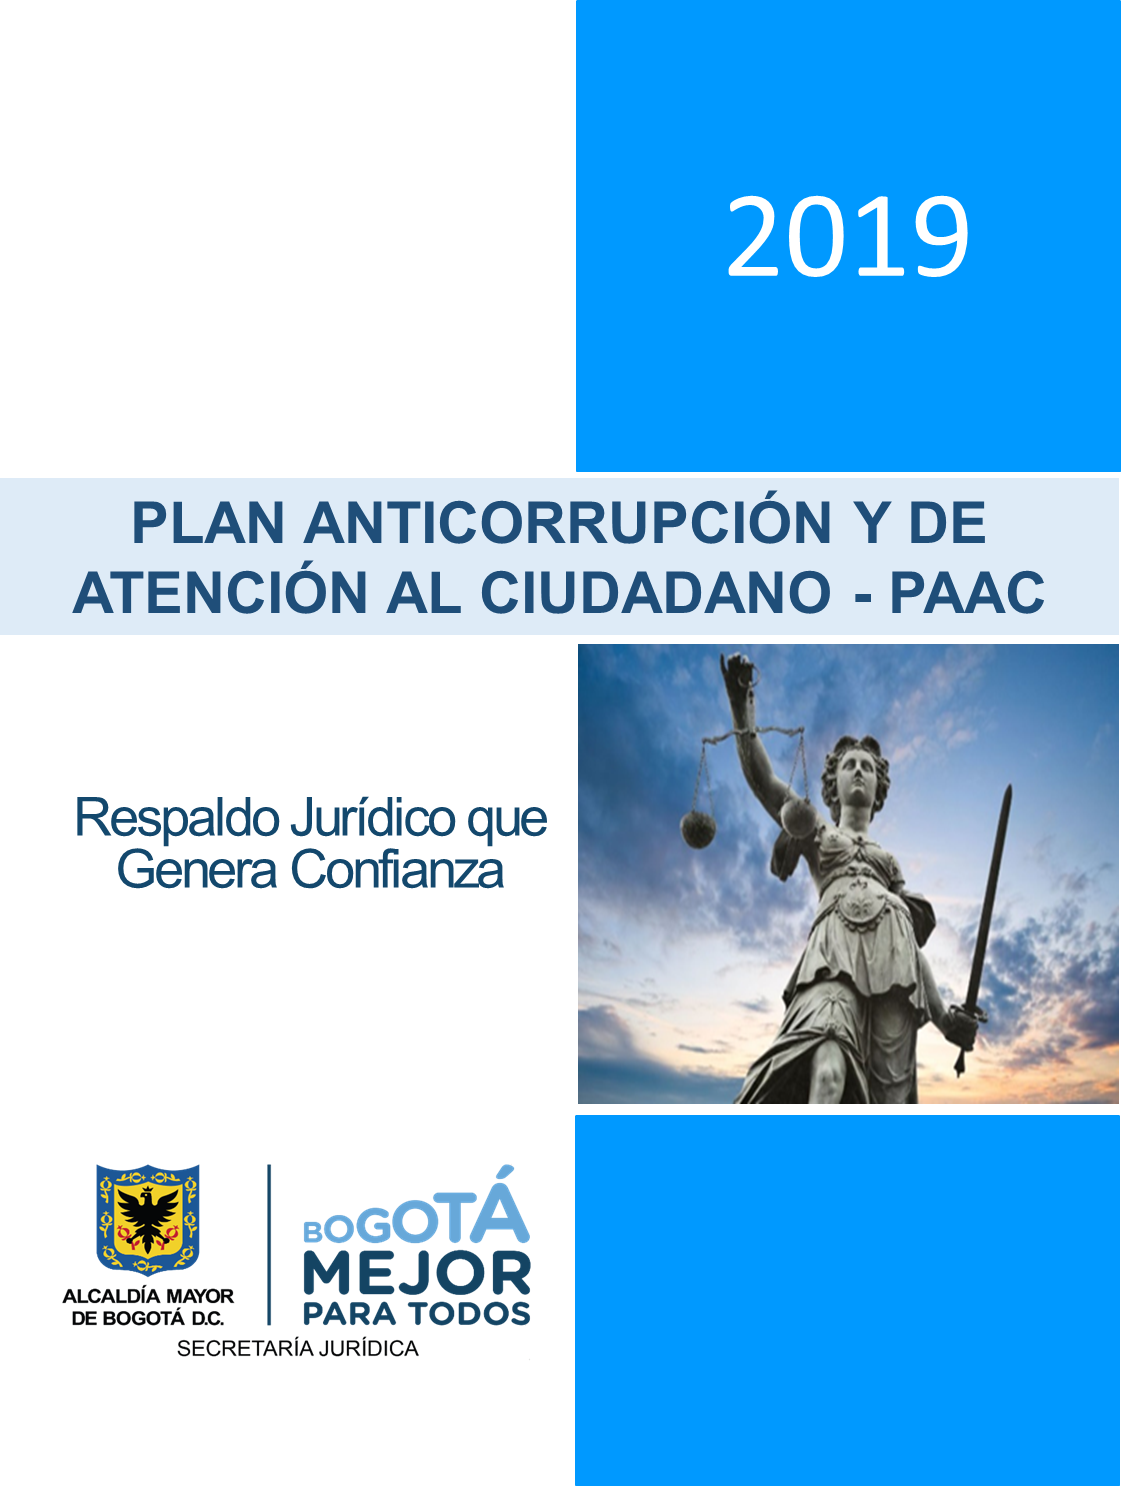 2019
PLAN ANTICORRUPCIÓN Y DE
ATENCIÓN AL CIUDADANO - PAAC
Respaldo Jurídico que
Genera Confianza
ALCALDÍA MAYOR
DE BOGOTÁ D.C.
BOGOTÁ
MEJOR
PARA TODOS
SECRETARÍA JURÍDICA